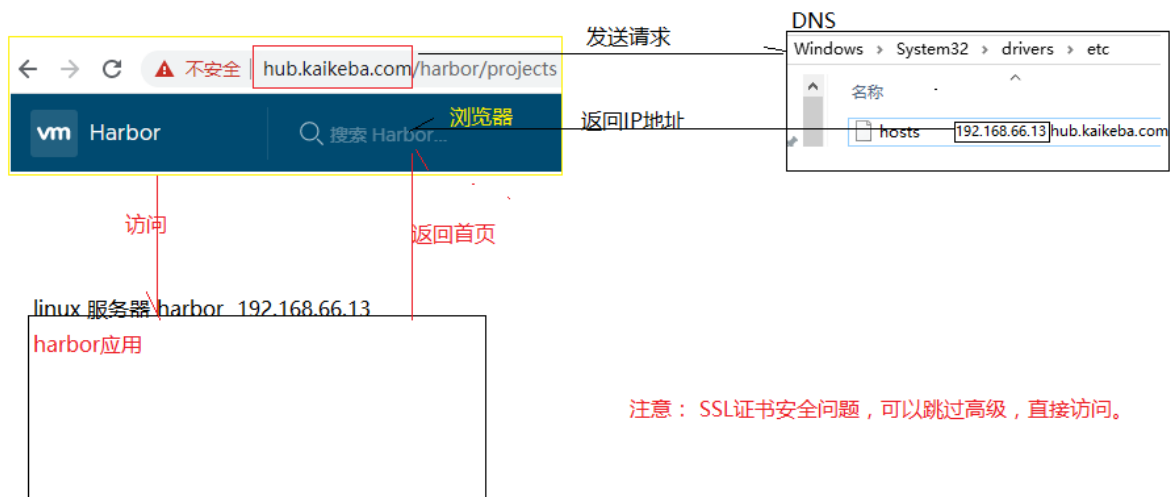 发送请求
DNS
Windows › System32 › drivers › etc
不安全 | hub.kaikeba.com/harbor/projects
名称
vm Harbor
搜索 Harbor...
浏览器
返回IP地址
hosts 192.168.66.13 hub.kaikeba.com
访问
返回首页
linux 服务器 harbor 192.168.66.13
harbor应用
注意： SSL证书安全问题，可以跳过高级，直接访问。